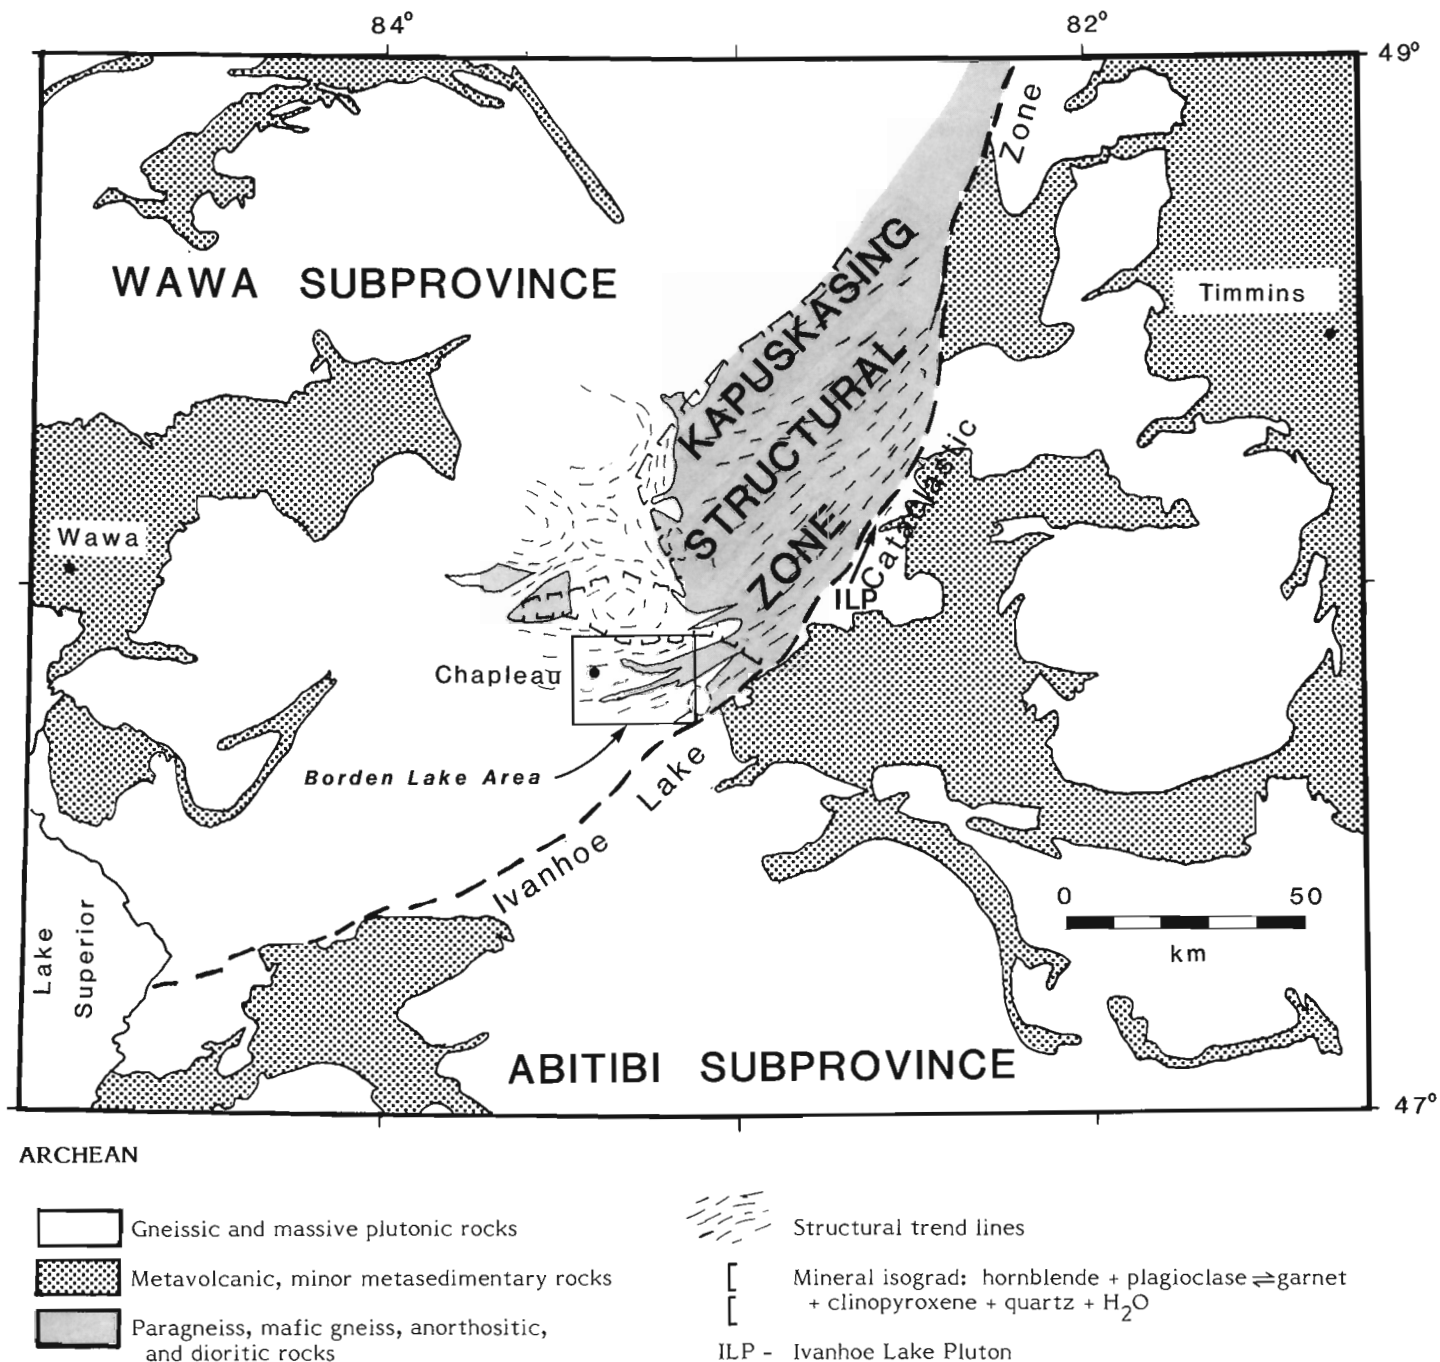 84°
82°
49°
Zone
WAWA SUBPROVINCE
KAPUSKASING
STRUCTURAL
ZONE
Timmins
Cataclastic
Wawa
ILP
Chapleau
Borden Lake Area
Lake
Ivanhoe
Lake
Superior
0 50
km
ABITIBI SUBPROVINCE
47°
ARCHEAN
Gneissic and massive plutonic rocks
Metavolcanic, minor metasedimentary rocks
Paragneiss, mafic gneiss, anorthositic,
and dioritic rocks
Structural trend lines
Mineral isograd: hornblende + plagioclase ⇌ garnet
+ clinopyroxene + quartz + H₂O
ILP - Ivanhoe Lake Pluton